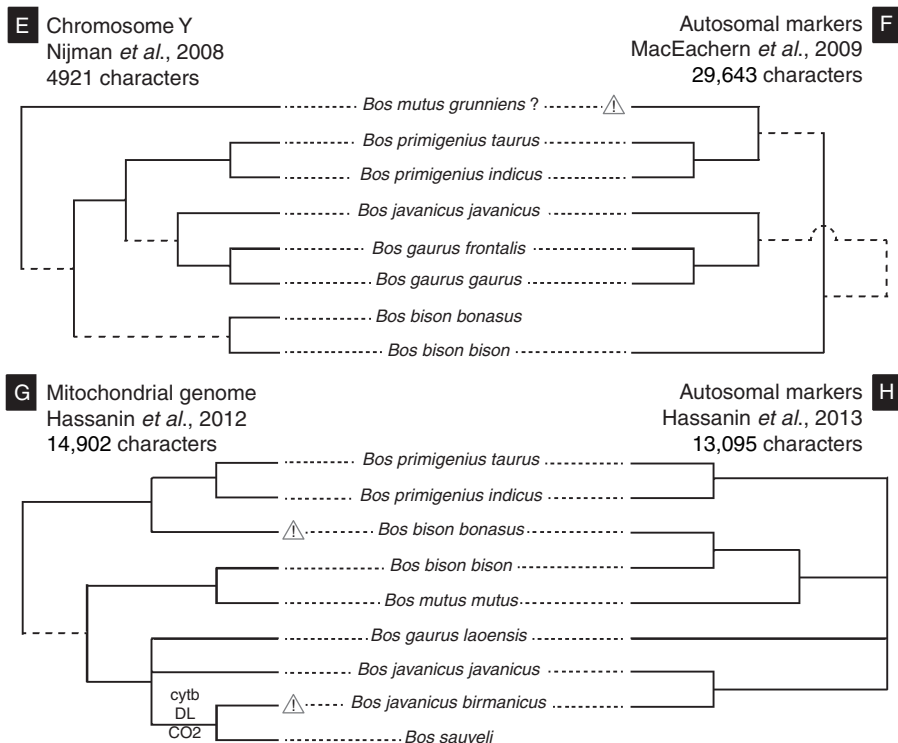 E Chromosome Y
Nijman et al., 2008
4921 characters
Autosomal markers F
MacEachern et al., 2009
29,643 characters
Bos mutus grunniens ?
Bos primigenius taurus
Bos primigenius indicus
Bos javanicus javanicus
Bos gaurus frontalis
Bos gaurus gaurus
Bos bison bonasus
Bos bison bison
G Mitochondrial genome
Hassanin et al., 2012
14,902 characters
Autosomal markers H
Hassanin et al., 2013
13,095 characters
Bos primigenius taurus
Bos primigenius indicus
Bos bison bonasus
Bos bison bison
Bos mutus mutus
Bos gaurus laoensis
Bos javanicus javanicus
cytb
DL
CO2
Bos javanicus birmanicus
Bos sauveli